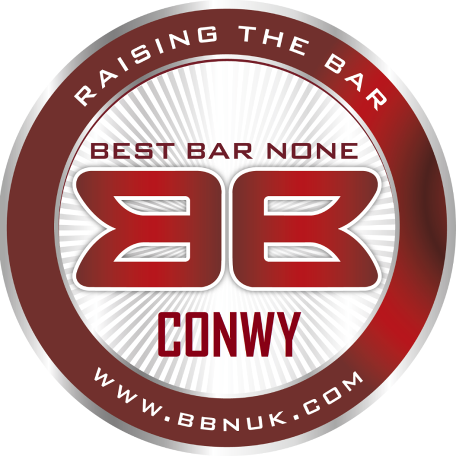 RAISING THE BAR
BEST BAR NONE
BB
CONWY
WWW.BBNUK.COM